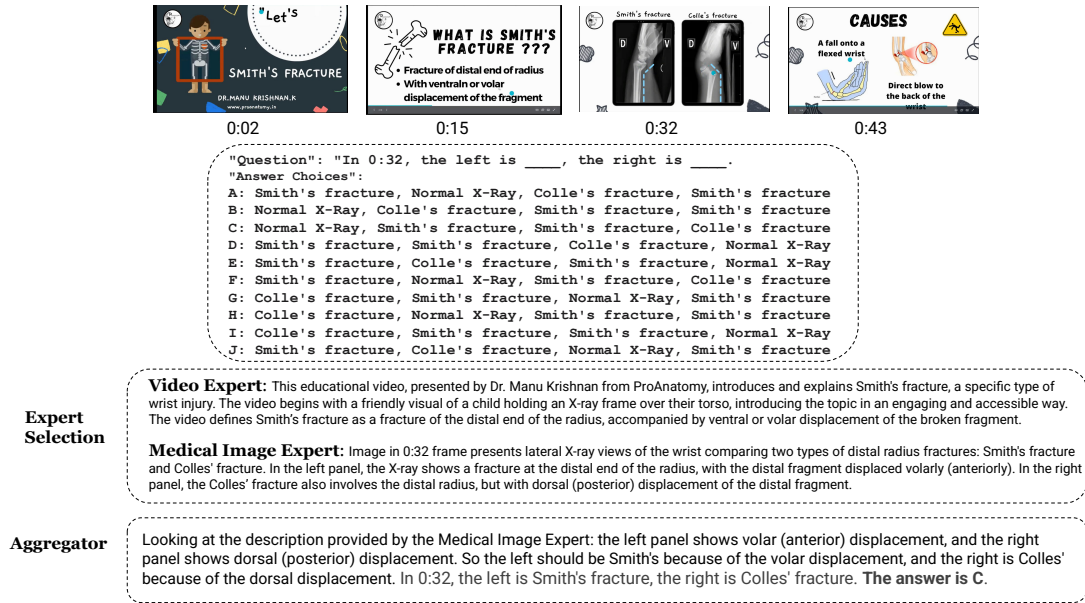 "Let's
SMITH'S FRACTURE
DR.MANU KRISHNAN.K
www.proanatomy.in
0:02
WHAT IS SMITH'S
FRACTURE ???
• Fracture of distal end of radius
• With ventraln or volar
displacement of the fragment
0:15
Smith's fracture Colle's fracture
D V D V
0:32
CAUSES
A fall onto a
flexed wrist
Direct blow to
the back of the
wrist
0:43
"Question": "In 0:32, the left is ____, the right is ____.
"Answer Choices":
A: Smith's fracture, Normal X-Ray, Colle's fracture, Smith's fracture
B: Normal X-Ray, Colle's fracture, Smith's fracture, Smith's fracture
C: Normal X-Ray, Smith's fracture, Smith's fracture, Colle's fracture
D: Smith's fracture, Smith's fracture, Colle's fracture, Normal X-Ray
E: Smith's fracture, Colle's fracture, Smith's fracture, Normal X-Ray
F: Smith's fracture, Normal X-Ray, Smith's fracture, Colle's fracture
G: Colle's fracture, Smith's fracture, Normal X-Ray, Smith's fracture
H: Colle's fracture, Normal X-Ray, Smith's fracture, Smith's fracture
I: Colle's fracture, Smith's fracture, Smith's fracture, Normal X-Ray
J: Smith's fracture, Colle's fracture, Normal X-Ray, Smith's fracture
Expert
Selection
Video Expert: This educational video, presented by Dr. Manu Krishnan from ProAnatomy, introduces and explains Smith's fracture, a specific type of
wrist injury. The video begins with a friendly visual of a child holding an X-ray frame over their torso, introducing the topic in an engaging and accessible way.
The video defines Smith's fracture as a fracture of the distal end of the radius, accompanied by ventral or volar displacement of the broken fragment.
Medical Image Expert: Image in 0:32 frame presents lateral X-ray views of the wrist comparing two types of distal radius fractures: Smith's fracture
and Colles' fracture. In the left panel, the X-ray shows a fracture at the distal end of the radius, with the distal fragment displaced volarly (anteriorly). In the right
panel, the Colles' fracture also involves the distal radius, but with dorsal (posterior) displacement of the distal fragment.
Aggregator
Looking at the description provided by the Medical Image Expert: the left panel shows volar (anterior) displacement, and the right
panel shows dorsal (posterior) displacement. So the left should be Smith's because of the volar displacement, and the right is Colles'
because of the dorsal displacement. In 0:32, the left is Smith's fracture, the right is Colles' fracture. The answer is C.